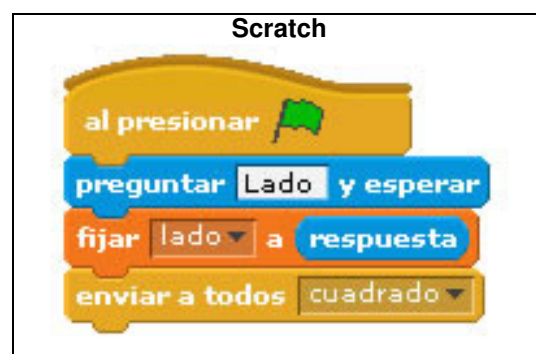 Scratch
al presionar
preguntar Lado y esperar
fijar lado a respuesta
enviar a todos cuadrado